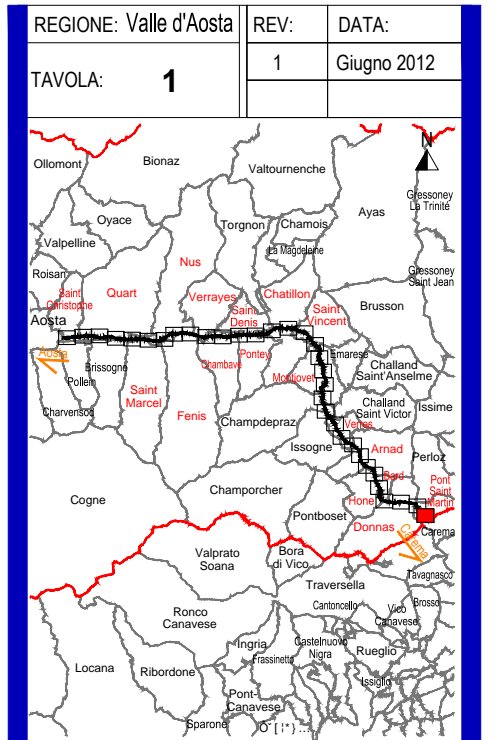 REGIONE: Valle d'Aosta
REV:
DATA:
TAVOLA: 1
1
Giugno 2012
N
Ollomont
Bionaz
Valtournenche
Ayas
Gressoney
La Trinité
Oyace
Torgnon
Chamois
Valpelline
La Magdeleine
Roisan
Nus
Gressoney
Saint Jean
Saint
Christophe
Quart
Verrayes
Chatillon
Brusson
Saint
Denis
Saint
Vincent
Aosta
Aosta
Brissogne
Chambave
Pontey
Emarese
Challand
Saint'Anselme
Pollein
Saint
Marcel
Montjovet
Charvensod
Fenis
Champdepraz
Challand
Saint Victor
Issime
Verres
Issogne
Arnad
Perloz
Bard
Pont
Saint
Martin
Cogne
Champorcher
Hone
Pontboset
Donnas
Carema
Carema
Valprato
Soana
Bora
di Vico
Traversella
Tavagnasco
Ronco
Canavese
Cantoncello
Vico
Canavese
Brosso
Ingria
Castelnuovo
Nigra
Rueglio
Frassinetto
Locana
Ribordone
Issiglio
Pont-
Canavese
Sparone